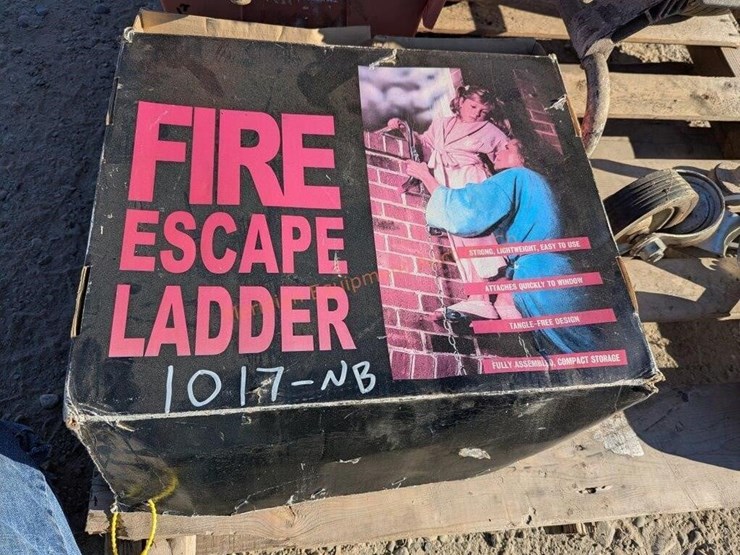 FIRE
ESCAPE
LADDER
1017-NB
STRONG, LIGHTWEIGHT, EASY TO USE
ATTACHES QUICKLY TO WINDOW
TANGLE-FREE DESIGN
FULLY ASSEMBLED, COMPACT STORAGE